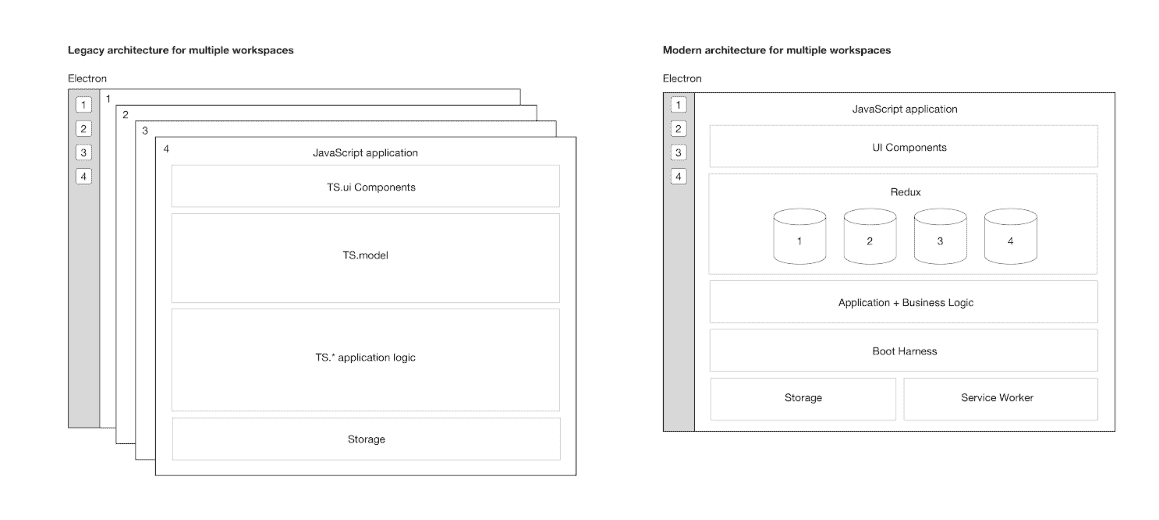 Legacy architecture for multiple workspaces
Electron
1
2
3
4
1
2
3
4
JavaScript application
TS.ui Components
TS.model
TS.* application logic
Storage
Modern architecture for multiple workspaces
Electron
1
2
3
4
JavaScript application
UI Components
Redux
1 2 3 4
Application + Business Logic
Boot Harness
Storage Service Worker